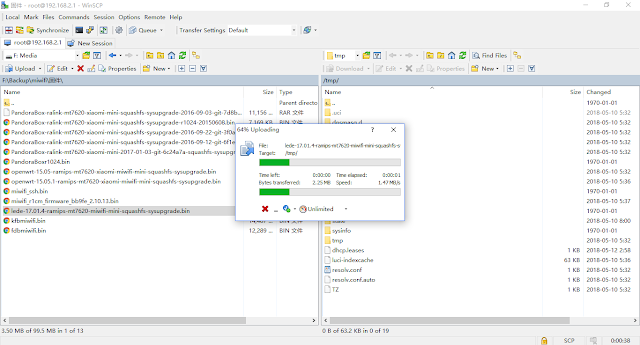 固件 - root@192.168.2.1 - WinSCP
Local Mark Files Commands Session Options Remote Help
Synchronize Queue Transfer Settings Default
root@192.168.2.1 New Session
F: Media tmp Find Files
Upload Edit Properties New Download Edit Properties New
F:\Backup\miwifi\固件\ /tmp/
Name Size Type Name Size Changed
.. Parent directo .. 1970-01-01
PandoraBox-ralink-mt7620-xiaomi-mini-squashfs-sysupgrade-2016-09-03-git-7d8b... 11,156 ... RAR 文件 .uci 2018-05-10 5:32
PandoraBox-ralink-mt7620-xiaomi-mini-squashfs-sysupgrade-r1024-20150608.bin 7,169 KB BIN 文件 dnsmasq.d 2018-05-10 5:32
PandoraBox-ralink-mt7620-xiaomi-mini-squashfs-sysupgrade-2016-09-22-git-3f0a 2018-05-10 5:32
PandoraBox-ralink-mt7620-xiaomi-mini-squashfs-sysupgrade-2016-09-22-git-6f1e 2018-05-10 5:32
PandoraBox-ralink-mt7620-xiaomi-mini-2017-01-03-git-6c24a7a-squashfs-sysupg 2018-05-10 5:32
PandoraBoxr1024.bin 1970-01-01
openwrt-15.05-ramips-mt7620-xiaomi-miwifi-mini-squashfs-sysupgrade.bin 2018-05-10 5:32
openwrt-15.05.1-ramips-mt7620-xiaomi-miwifi-mini-squashfs-sysupgrade.bin 2018-05-10 5:36
miwifi_ssh.bin 2018-05-10 5:32
miwifi_r1cm_firmware_bb9fe_2.10.13.bin 1970-01-01
lede-17.01.4-ramips-mt7620-miwifi-mini-squashfs-sysupgrade.bin 2018-05-10 5:32
kfbmiwifi.bin BIN 文件 state 2018-05-10 8:00
fdbmiwifi.bin 12,289 ... BIN 文件 sysinfo 1970-01-01
tmp 2018-05-10 5:32
dhcp.leases 1 KB 2018-05-12 2:58
luci-indexcache 63 KB 2018-05-10 5:36
resolv.conf 1 KB 2018-05-10 5:32
resolv.conf.auto 1 KB 2018-05-10 5:32
TZ 1 KB 2018-05-10 5:32
64% Uploading ?
File: lede-17.01.4-ramips-mt7620-miwifi-mini-squashfs-s
Target: /tmp/
Time left: 0:00:00 Time elapsed: 0:00:01
Bytes transferred: 2.25 MB Speed: 1.47 MB/s
Unlimited
3.50 MB of 99.5 MB in 1 of 13 0 B of 63.2 KB in 0 of 19
SCP 0:00:38